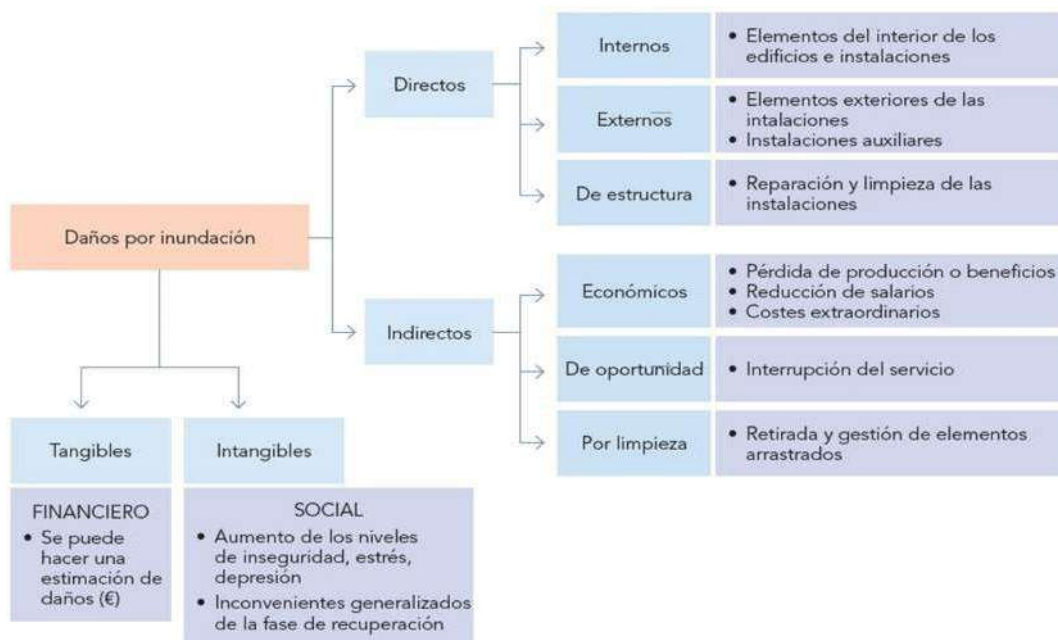 Daños por inundación
Directos
Internos
• Elementos del interior de los
edificios e instalaciones
Externos
• Elementos exteriores de las
intalaciones
• Instalaciones auxiliares
De estructura
• Reparación y limpieza de las
instalaciones
Indirectos
Económicos
• Pérdida de producción o beneficios
• Reducción de salarios
• Costes extraordinarios
De oportunidad
• Interrupción del servicio
Por limpieza
• Retirada y gestión de elementos
arrastrados
Tangibles
FINANCIERO
• Se puede
hacer una
estimación de
daños (€)
Intangibles
SOCIAL
• Aumento de los niveles
de inseguridad, estrés,
depresión
• Inconvenientes generalizados
de la fase de recuperación